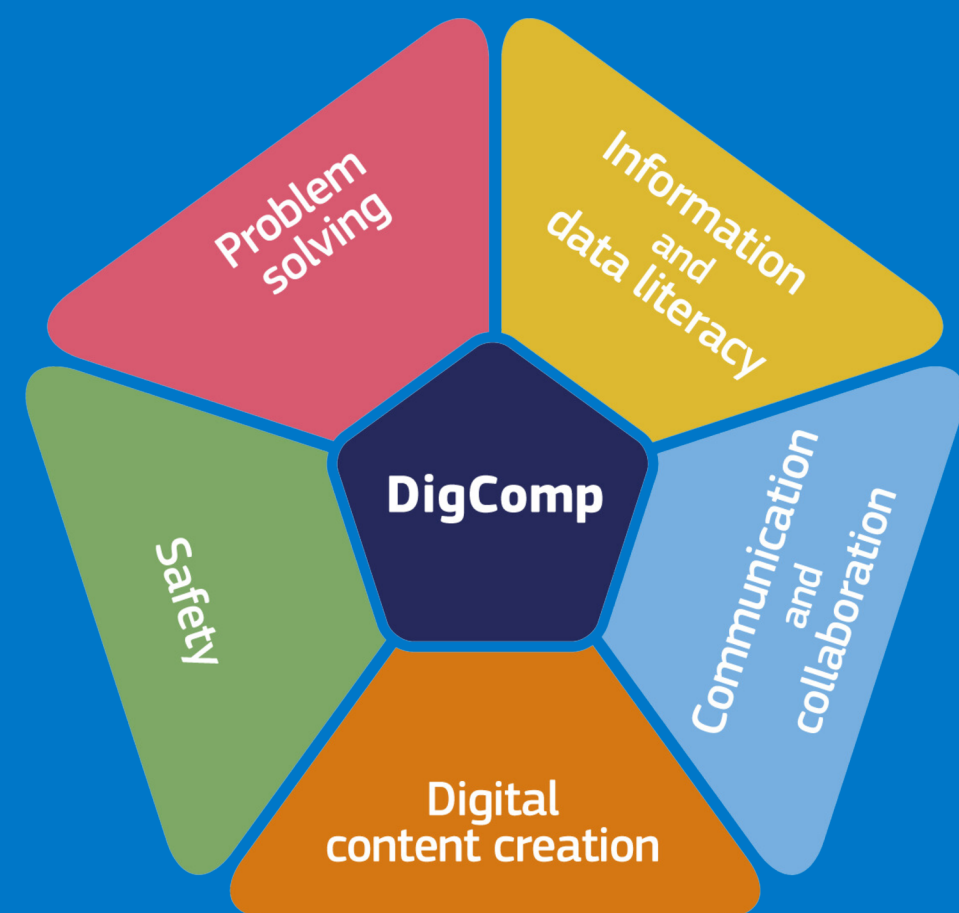 Problem
solving
Information
and
data literacy
DigComp
Safety
Communication
and
collaboration
Digital
content creation